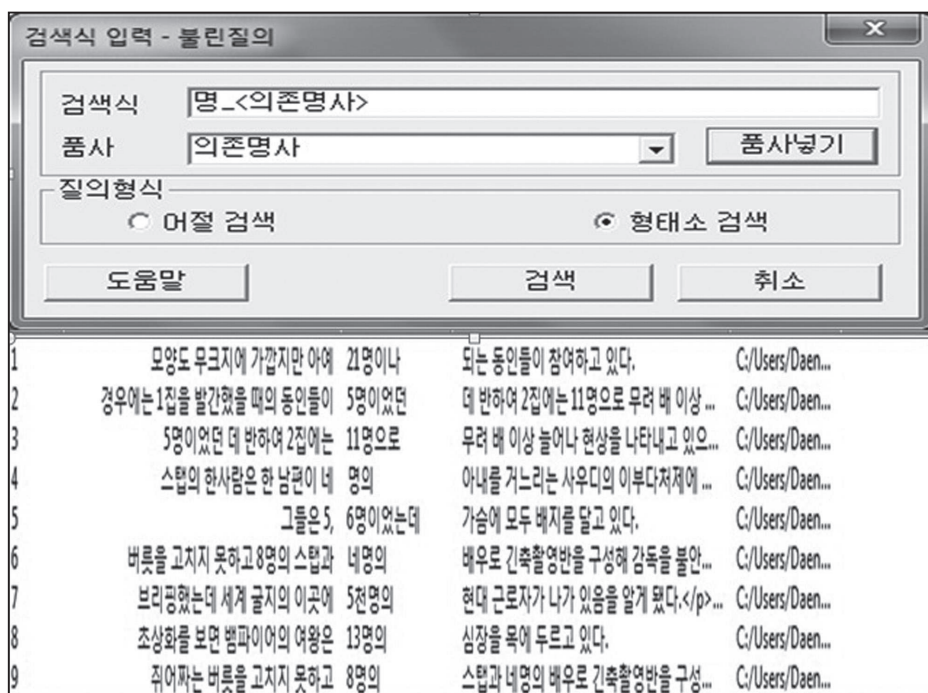 검색식 입력 - 불린질의
검색식 명_<의존명사>
품사 의존명사 품사넣기
질의형식
어절 검색 형태소 검색
도움말 검색 취소
1 모양도 무크지에 가깝지만 아예 21명이나 되는 동인들이 참여하고 있다. C:/Users/Daen...
2 경우에는 1집을 발간했을 때의 동인들이 5명이었던 데 반하여 2집에는 11명으로 무려 배 이상 ... C:/Users/Daen...
3 5명이었던 데 반하여 2집에는 11명으로 무려 배 이상 늘어나 현상을 나타내고 있으... C:/Users/Daen...
4 스탭의 한사람은 한 남편이 네 명의 아내를 거느리는 사우디의 이부다처제에 ... C:/Users/Daen...
5 그들은 5, 6명이었는데 가슴에 모두 배지를 달고 있다. C:/Users/Daen...
6 버릇을 고치지 못하고 8명의 스탭과 네명의 배우로 긴축촬영반을 구성해 감독을 불안... C:/Users/Daen...
7 브리핑했는데 세계 굴지의 이곳에 5천명의 현대 근로자가 나가 있음을 알게 됐다.</p>... C:/Users/Daen...
8 초상화를 보면 뱀파이어의 여왕은 13명의 심장을 목에 두르고 있다. C:/Users/Daen...
9 쥐어짜는 버릇을 고치지 못하고 8명의 스탭과 네명의 배우로 긴축촬영반을 구성... C:/Users/Daen...